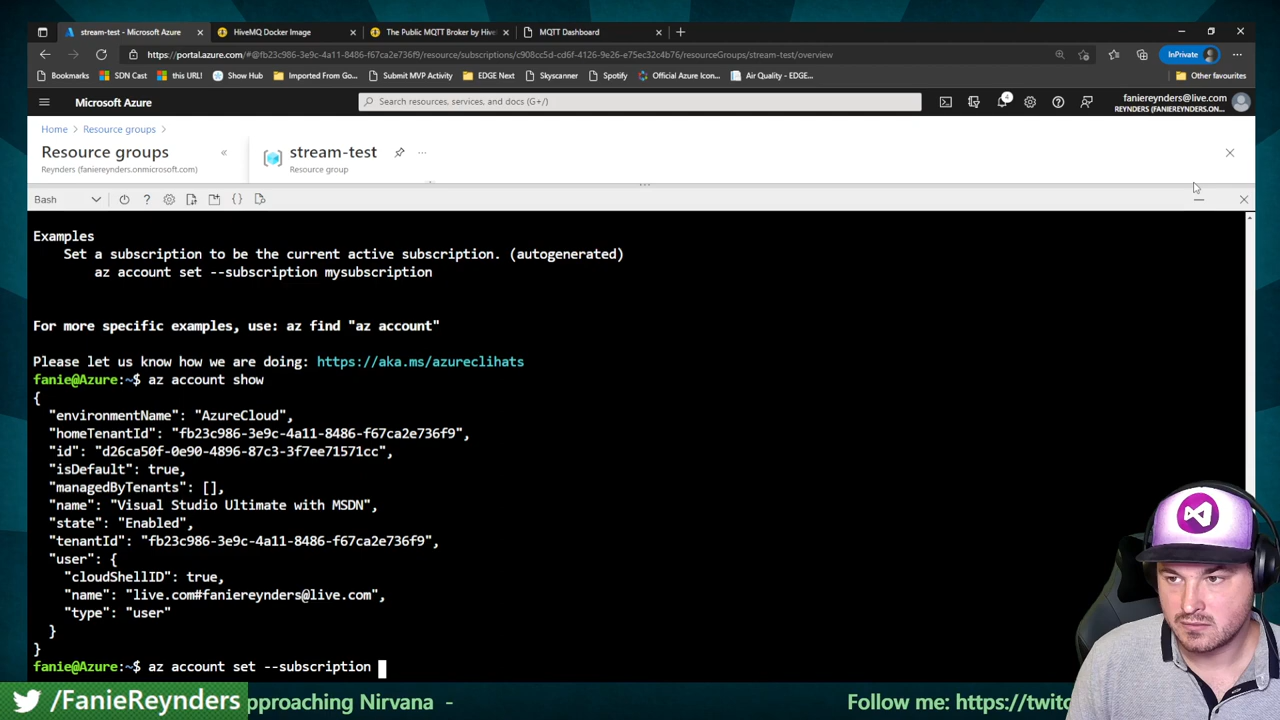 stream-test - Microsoft Azure
HiveMQ Docker Image
The Public MQTT Broker by Hive
MQTT Dashboard
https://portal.azure.com/#@fb23c986-3e9c-4a11-8486-f67ca2e736f9/resource/subscriptions/c908cc5d-cd6f-4126-9e26-e75ec32c4b76/resourceGroups/stream-test/overview
InPrivate
Bookmarks
SDN Cast
this URL!
Show Hub
Imported From Go...
Submit MVP Activity
EDGE Next
Skyscanner
Spotify
Official Azure Icon...
Air Quality - EDGE...
Other favourites
Microsoft Azure
Search resources, services, and docs (G+/)
4
faniereynders@live.com
REYNDERS (FANIEREYNDERS.ON...
Home > Resource groups >
Resource groups
Reynders (faniereynders.onmicrosoft.com)
stream-test
Resource group
Bash
Examples
Set a subscription to be the current active subscription. (autogenerated)
az account set --subscription mysubscription
For more specific examples, use: az find "az account"
Please let us know how we are doing: https://aka.ms/azureclihats
fanie@Azure:~$ az account show
{
"environmentName": "AzureCloud",
"homeTenantId": "fb23c986-3e9c-4a11-8486-f67ca2e736f9",
"id": "d26ca50f-0e90-4896-87c3-3f7ee71571cc",
"isDefault": true,
"managedByTenants": [],
"name": "Visual Studio Ultimate with MSDN",
"state": "Enabled",
"tenantId": "fb23c986-3e9c-4a11-8486-f67ca2e736f9",
"user": {
"cloudShellID": true,
"name": "live.com#faniereynders@live.com",
"type": "user"
}
}
fanie@Azure:~$ az account set --subscription
/FanieReynders
pproaching Nirvana -
Follow me: https://twitc